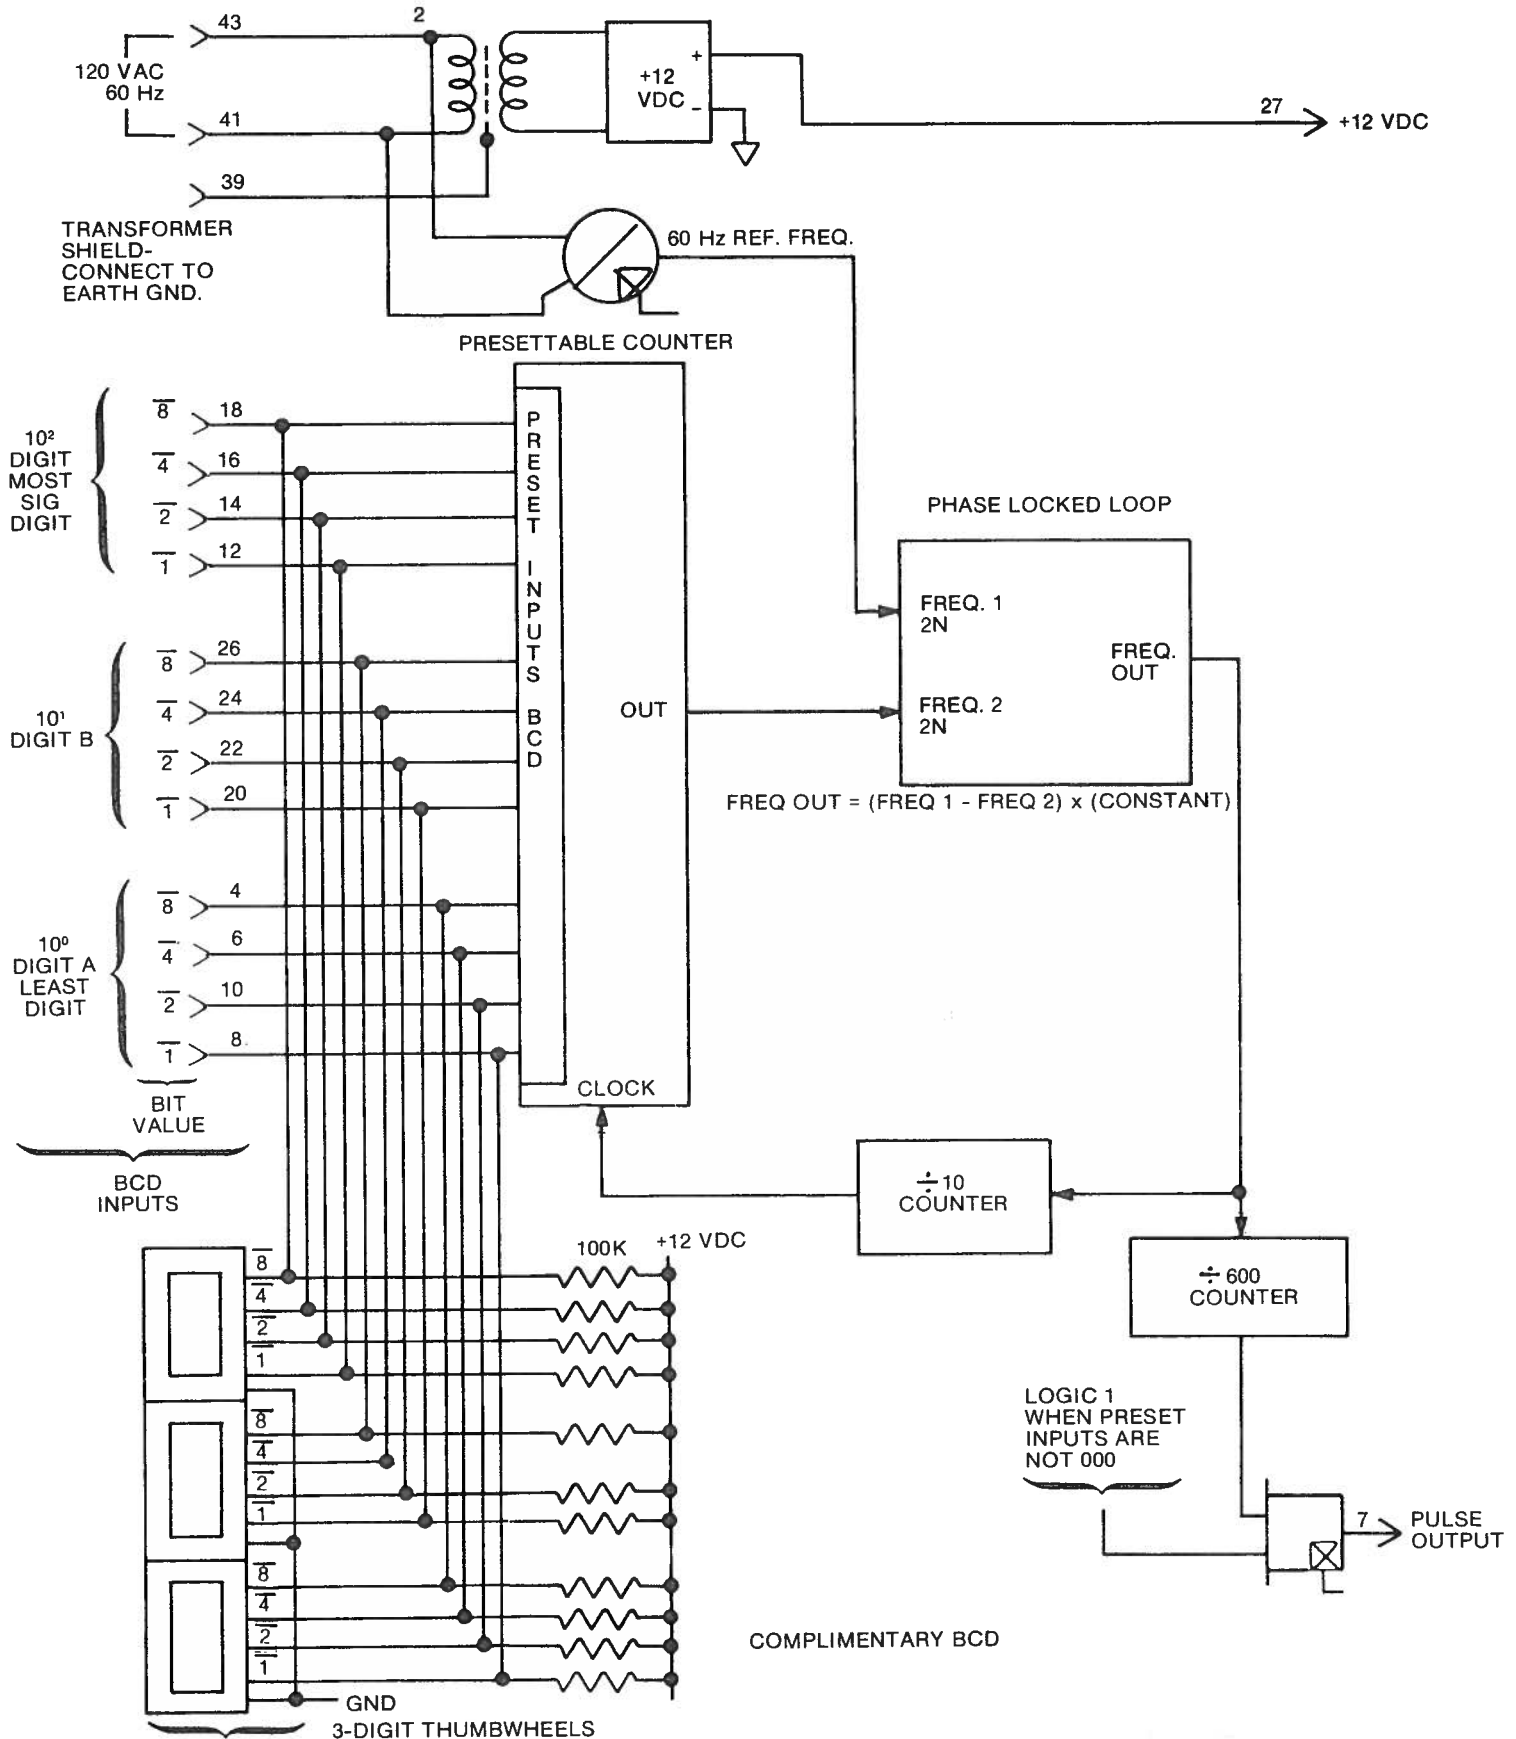 43
2
120 VAC
60 Hz
41
39
+
+12
VDC
-
27
+12 VDC
TRANSFORMER
SHIELD-
CONNECT TO
EARTH GND.
60 Hz REF. FREQ.
PRESETTABLE COUNTER
10²
DIGIT
MOST
SIG
DIGIT
8̅ 18
4̅ 16
2̅ 14
1̅ 12
10¹
DIGIT B
8̅ 26
4̅ 24
2̅ 22
1̅ 20
10⁰
DIGIT A
LEAST
DIGIT
8̅ 4
4̅ 6
2̅ 10
1̅ 8
BIT
VALUE
BCD
INPUTS
PRESET INPUTS BCD
OUT
CLOCK
PHASE LOCKED LOOP
FREQ. 1
2N
FREQ.
OUT
FREQ. 2
2N
FREQ OUT = (FREQ 1 - FREQ 2) x (CONSTANT)
÷10
COUNTER
÷600
COUNTER
100K
+12 VDC
8̅
4̅
2̅
1̅
8̅
4̅
2̅
1̅
8̅
4̅
2̅
1̅
GND
3-DIGIT THUMBWHEELS
LOGIC 1
WHEN PRESET
INPUTS ARE
NOT 000
7
PULSE
OUTPUT
COMPLIMENTARY BCD